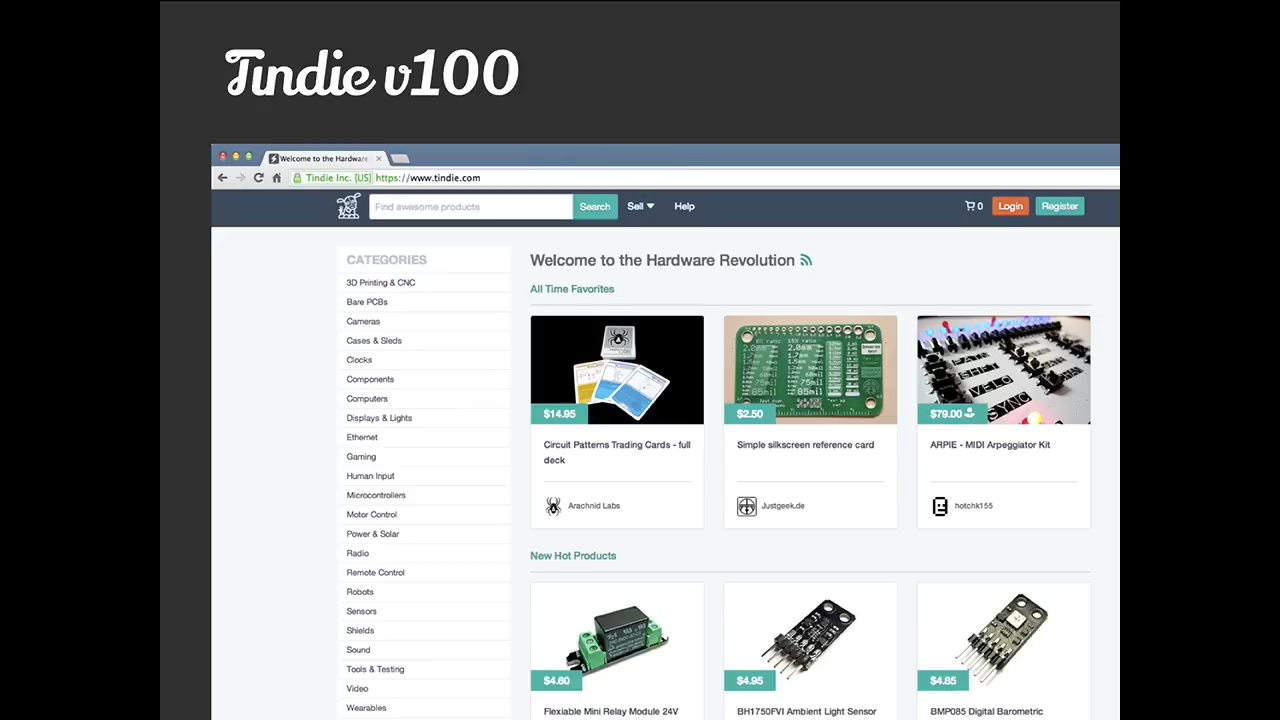 Tindie v100
Welcome to the Hardware
Tindie Inc. [US] https://www.tindie.com
Find awesome products
Search
Sell
Help
0
Login
Register
CATEGORIES
3D Printing & CNC
Bare PCBs
Cameras
Cases & Sleds
Clocks
Components
Computers
Displays & Lights
Ethernet
Gaming
Human Input
Microcontrollers
Motor Control
Power & Solar
Radio
Remote Control
Robots
Sensors
Shields
Sound
Tools & Testing
Video
Wearables
Welcome to the Hardware Revolution
All Time Favorites
$14.95
Circuit Patterns Trading Cards - full
deck
Arachnid Labs
$2.50
Simple silkscreen reference card
Justgeek.de
$79.00
ARPIE - MIDI Arpeggiator Kit
hotchk155
New Hot Products
$4.60
Flexiable Mini Relay Module 24V
$4.95
BH1750FVI Ambient Light Sensor
$4.85
BMP085 Digital Barometric